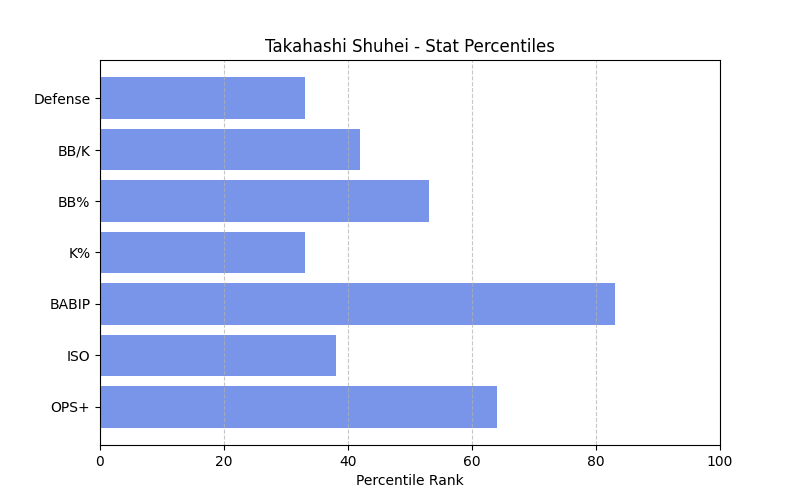 Takahashi Shuhei - Stat Percentiles
Defense
BB/K
BB%
K%
BABIP
ISO
OPS+
0 20 40 60 80 100
Percentile Rank